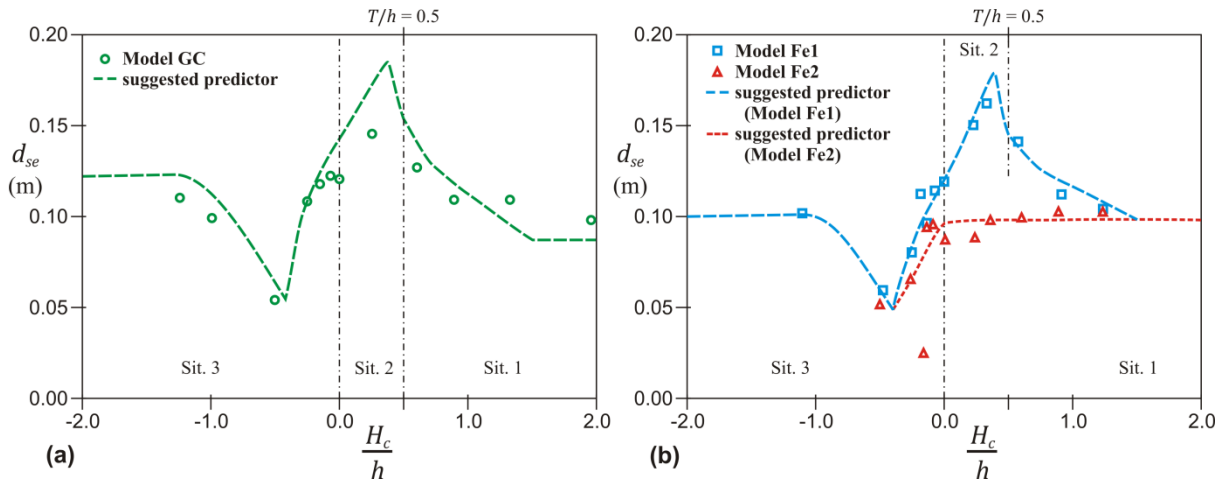 T/h = 0.5
0.20
0.15
d_se
(m)
0.10
0.05
0.00
Model GC
suggested predictor
Sit. 3
Sit. 2
Sit. 1
-2.0
-1.0
0.0
1.0
2.0
(a)
H_c
h
T/h = 0.5
0.20
0.15
d_se
(m)
0.10
0.05
0.00
Model Fe1
Model Fe2
suggested predictor
(Model Fe1)
suggested predictor
(Model Fe2)
Sit. 2
Sit. 3
Sit. 1
-2.0
-1.0
0.0
1.0
2.0
(b)
H_c
h